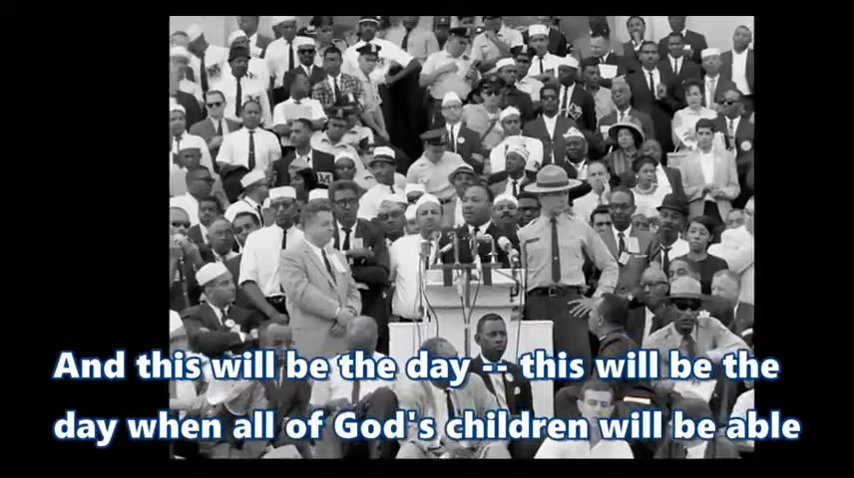 And this will be the day -- this will be the
day when all of God's children will be able